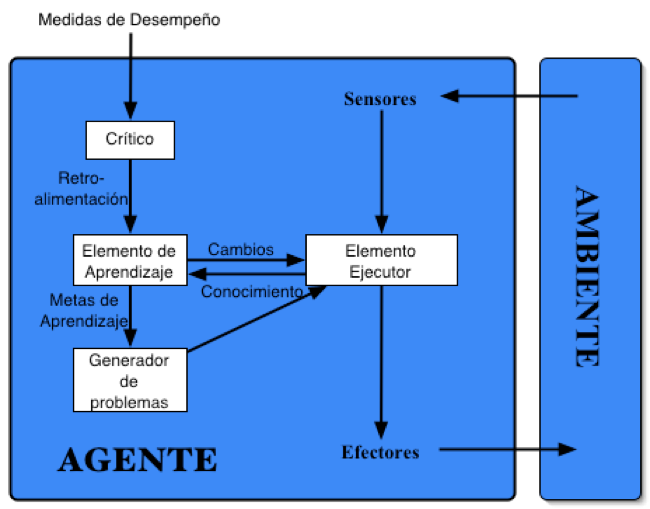 Medidas de Desempeño
Sensores
Crítico
Retro-
alimentación
Elemento de
Aprendizaje
Cambios
Elemento
Ejecutor
Conocimiento
Metas de
Aprendizaje
Generador
de
problemas
AGENTE
Efectores
AMBIENTE